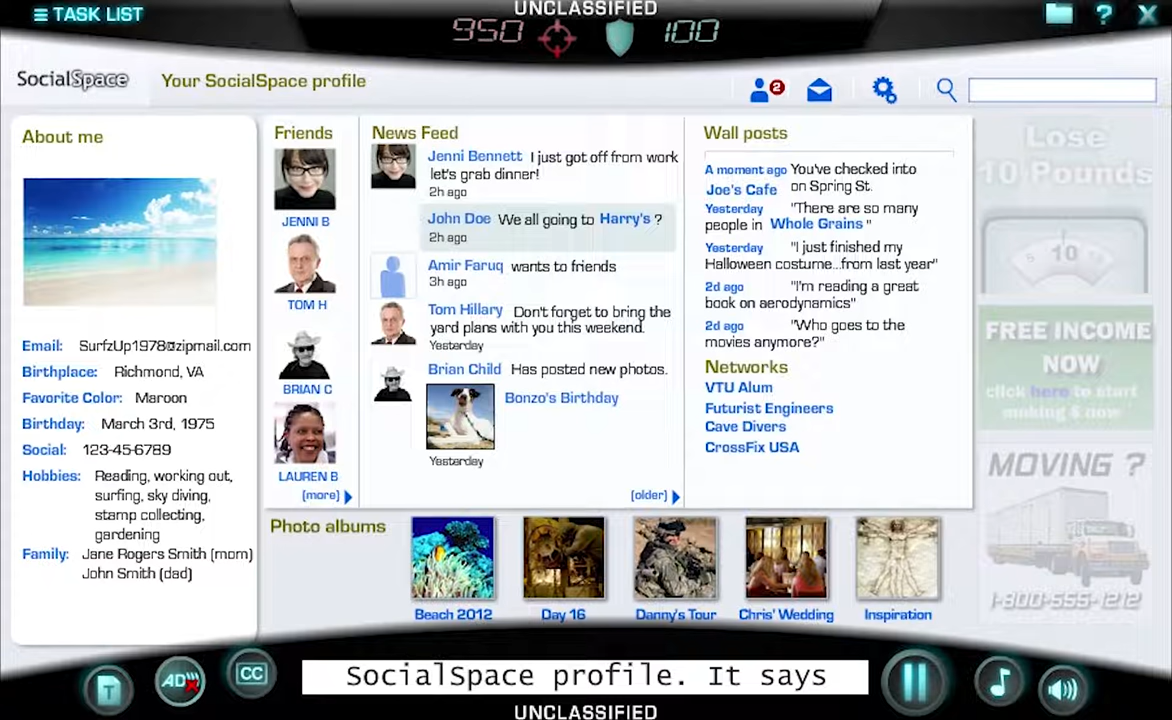 UNCLASSIFIED
TASK LIST
950 100
SocialSpace
Your SocialSpace profile
2
About me
Email: SurfzUp1978@zipmail.com
Birthplace: Richmond, VA
Favorite Color: Maroon
Birthday: March 3rd, 1975
Social: 123-45-6789
Hobbies: Reading, working out,
surfing, sky diving,
stamp collecting,
gardening
Family: Jane Rogers Smith (mom)
John Smith (dad)
Friends
JENNI B
TOM H
BRIAN C
LAUREN B
(more)
News Feed
Jenni Bennett I just got off from work
let's grab dinner!
2h ago
John Doe We all going to Harry's ?
2h ago
Amir Faruq wants to friends
3h ago
Tom Hillary Don't forget to bring the
yard plans with you this weekend.
Yesterday
Brian Child Has posted new photos.
Bonzo's Birthday
Yesterday
(older)
Wall posts
A moment ago You've checked into
Joe's Cafe on Spring St.
Yesterday "There are so many
people in Whole Grains "
Yesterday "I just finished my
Halloween costume...from last year"
2d ago "I'm reading a great
book on aerodynamics"
2d ago "Who goes to the
movies anymore?"
Networks
VTU Alum
Futurist Engineers
Cave Divers
CrossFix USA
Lose
10 Pounds
5 10
FREE INCOME
NOW
click here to start
making $ now
MOVING ?
1-800-555-1212
Photo albums
Beach 2012
Day 16
Danny's Tour
Chris' Wedding
Inspiration
T
AD
CC
SocialSpace profile. It says
UNCLASSIFIED